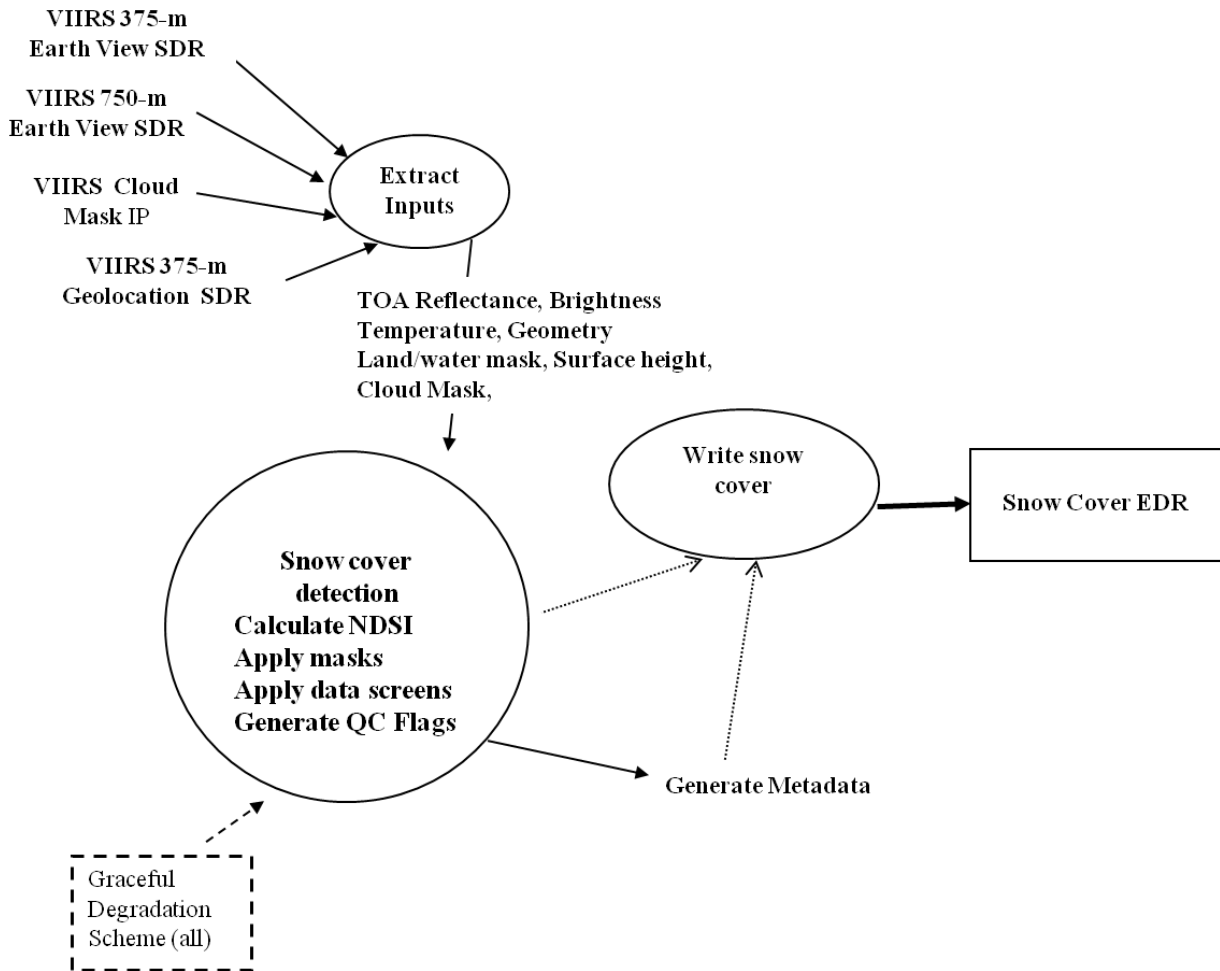 VIIRS 375-m
Earth View SDR
VIIRS 750-m
Earth View SDR
VIIRS Cloud
Mask IP
VIIRS 375-m
Geolocation SDR
Extract
Inputs
TOA Reflectance, Brightness
Temperature, Geometry
Land/water mask, Surface height,
Cloud Mask,
Write snow
cover
Snow Cover EDR
Snow cover
detection
Calculate NDSI
Apply masks
Apply data screens
Generate QC Flags
Generate Metadata
Graceful
Degradation
Scheme (all)